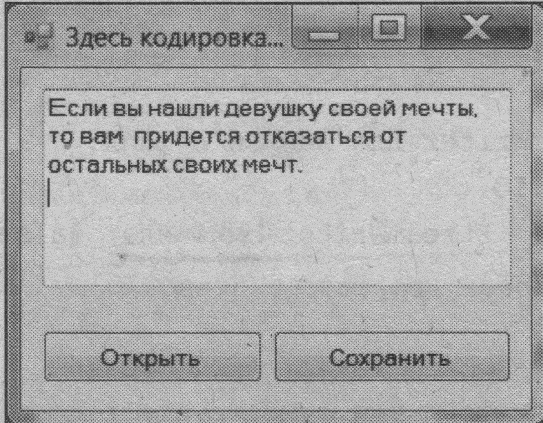 Здесь кодировка...
Если вы нашли девушку своей мечты,
то вам придется отказаться от
остальных своих мечт.
Открыть
Сохранить